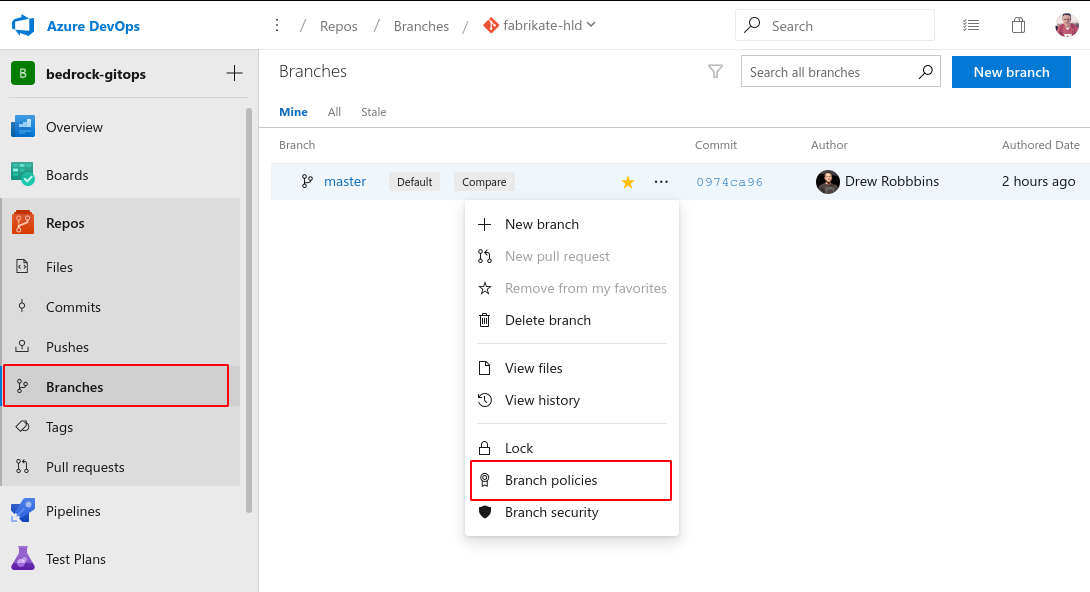 Azure DevOps
/ Repos / Branches / fabrikate-hld
Search
B bedrock-gitops
Overview
Boards
Repos
Files
Commits
Pushes
Branches
Tags
Pull requests
Pipelines
Test Plans
Branches
Search all branches
New branch
Mine All Stale
Branch Commit Author Authored Date
master Default Compare 0974ca96 Drew Robbbins 2 hours ago
New branch
New pull request
Remove from my favorites
Delete branch
View files
View history
Lock
Branch policies
Branch security